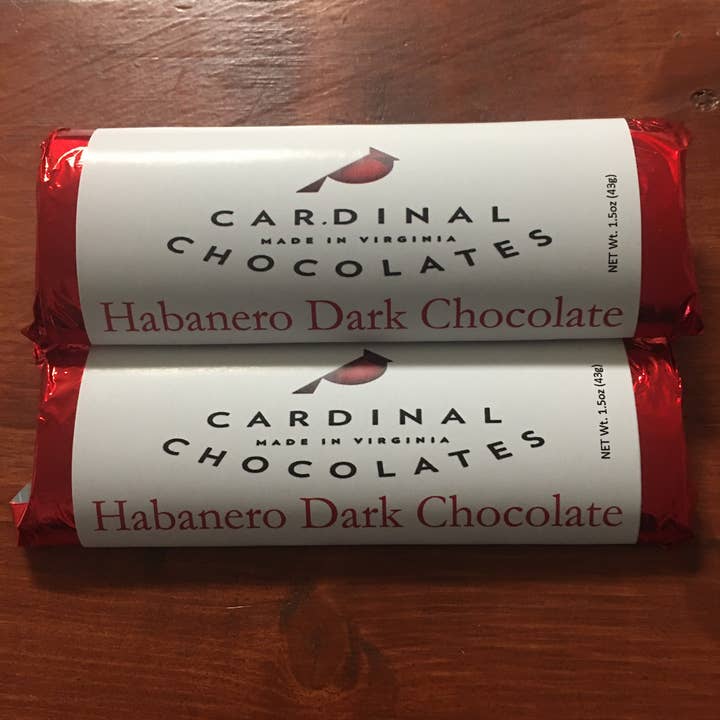 CARDINAL
MADE IN VIRGINIA
CHOCOLATES
Habanero Dark Chocolate
NET Wt. 1.5oz (43g)
CARDINAL
MADE IN VIRGINIA
CHOCOLATES
Habanero Dark Chocolate
NET Wt. 1.5oz (43g)